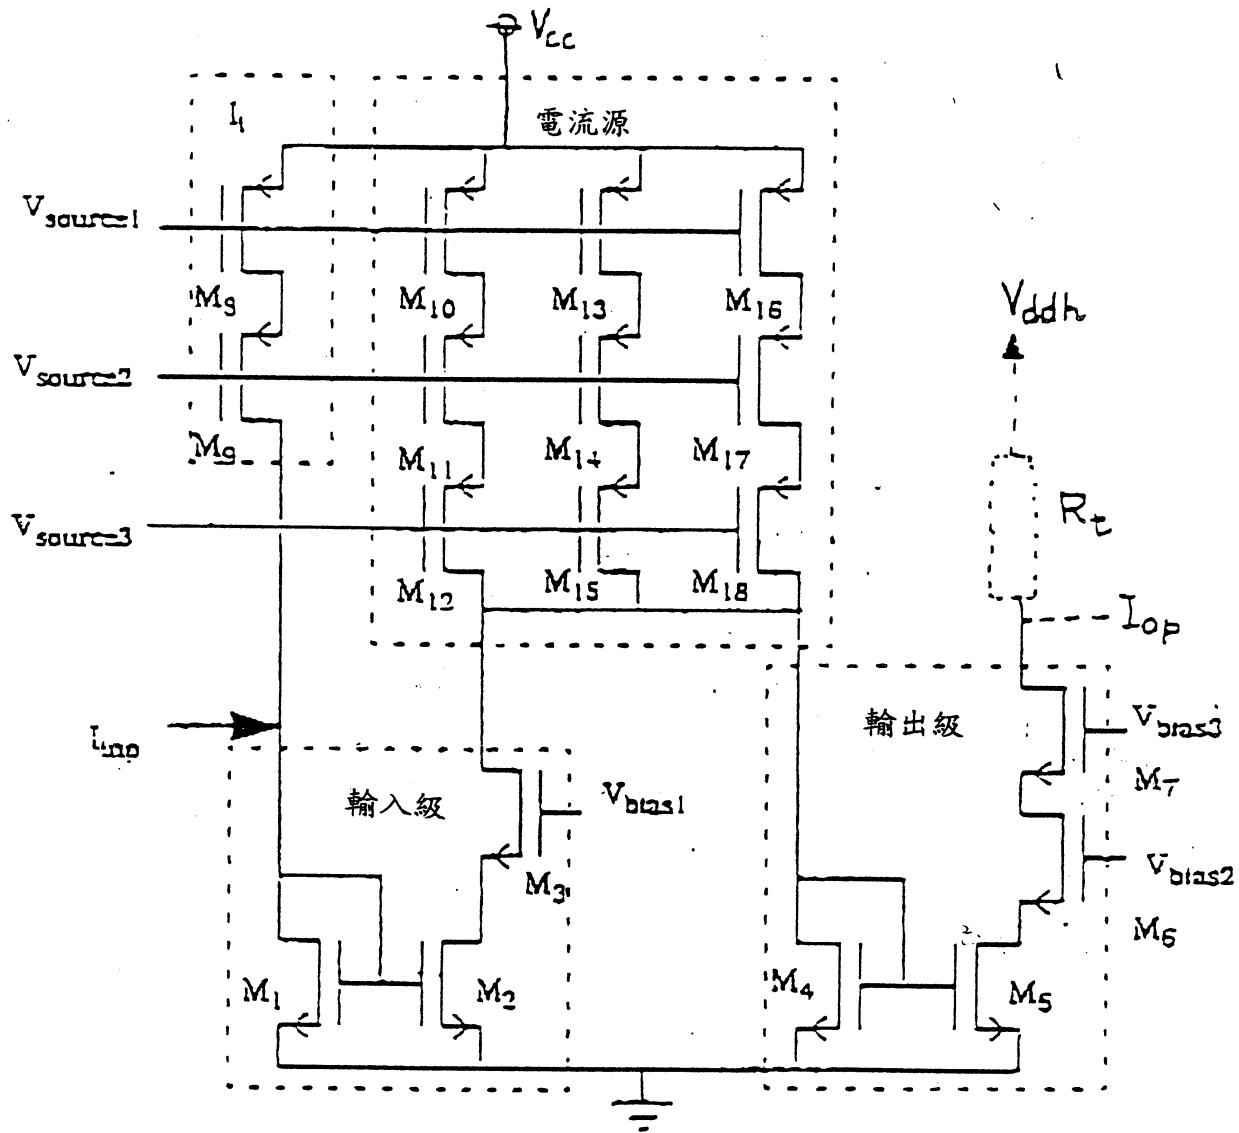 Vcc
I1
電流源
Vsource1
M9
M10
M13
M16
Vddh
Vsource2
M9
M11
M14
M17
Rt
Vsource3
M12
M15
M18
Iop
Iinp
輸入級
Vbias1
輸出級
Vbias3
M7
M3
Vbias2
M6
M1
M2
M4
M5